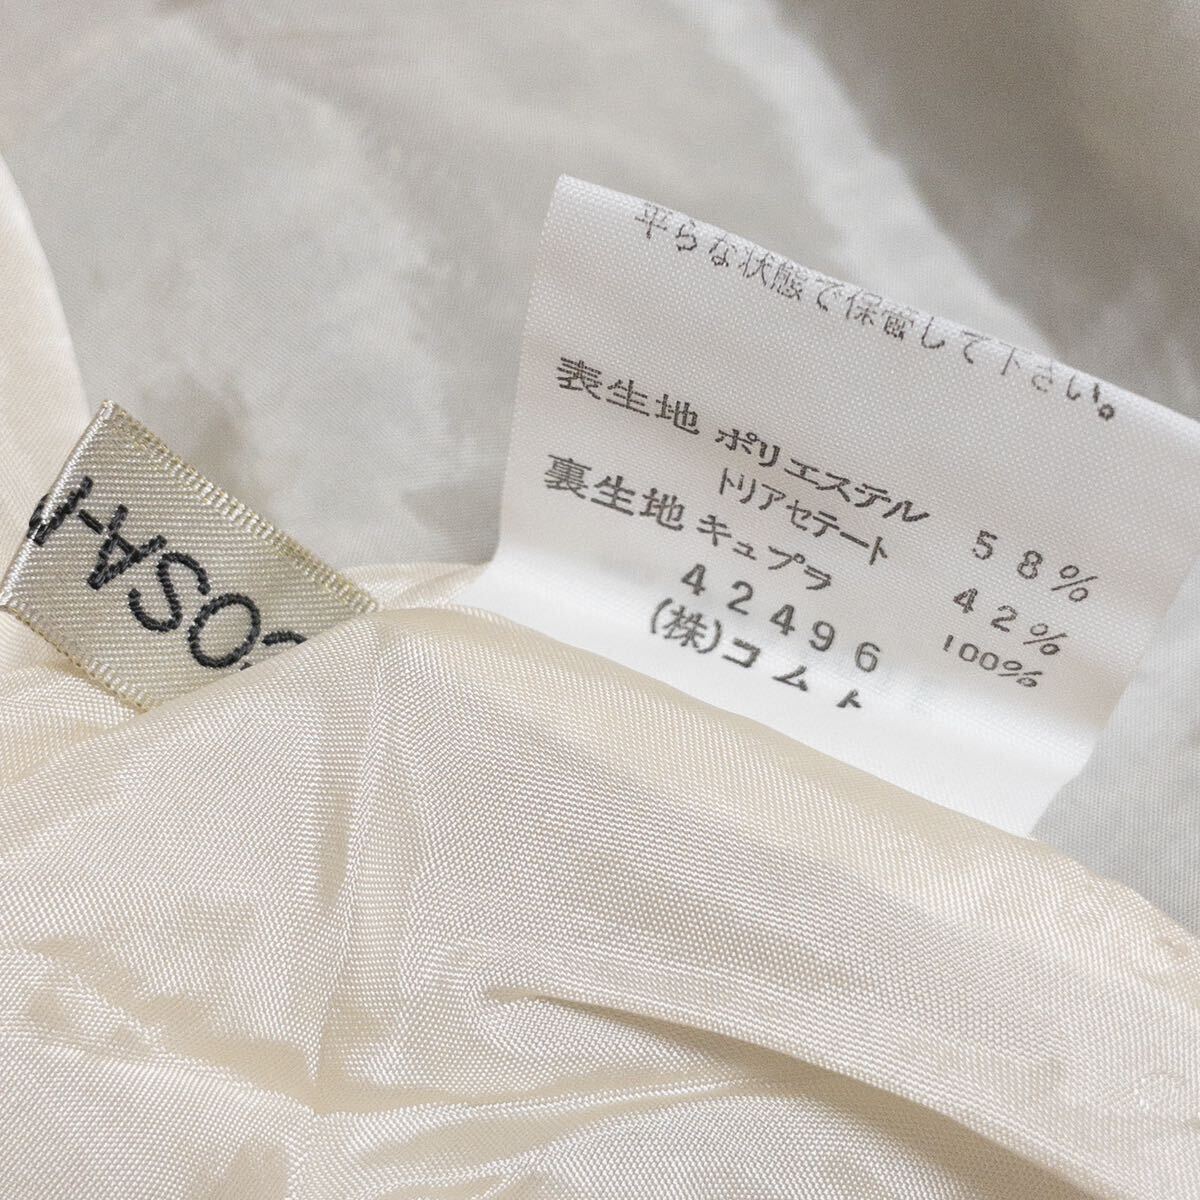 平らな状態で保管して下さい。
表生地 ポリエステル 58%
トリアセテート 42%
裏生地 キュプラ 100%
42496
(株)コムト
OSA-1